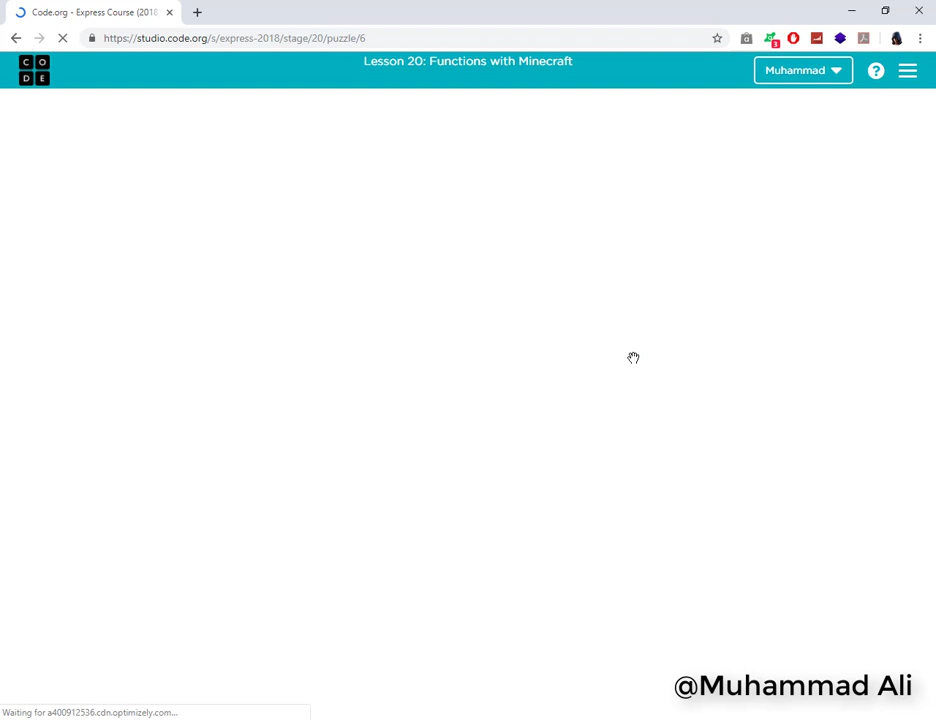 Code.org - Express Course (2018
https://studio.code.org/s/express-2018/stage/20/puzzle/6
3
C O
D E
Lesson 20: Functions with Minecraft
Muhammad
?
@Muhammad Ali
Waiting for a400912536.cdn.optimizely.com...